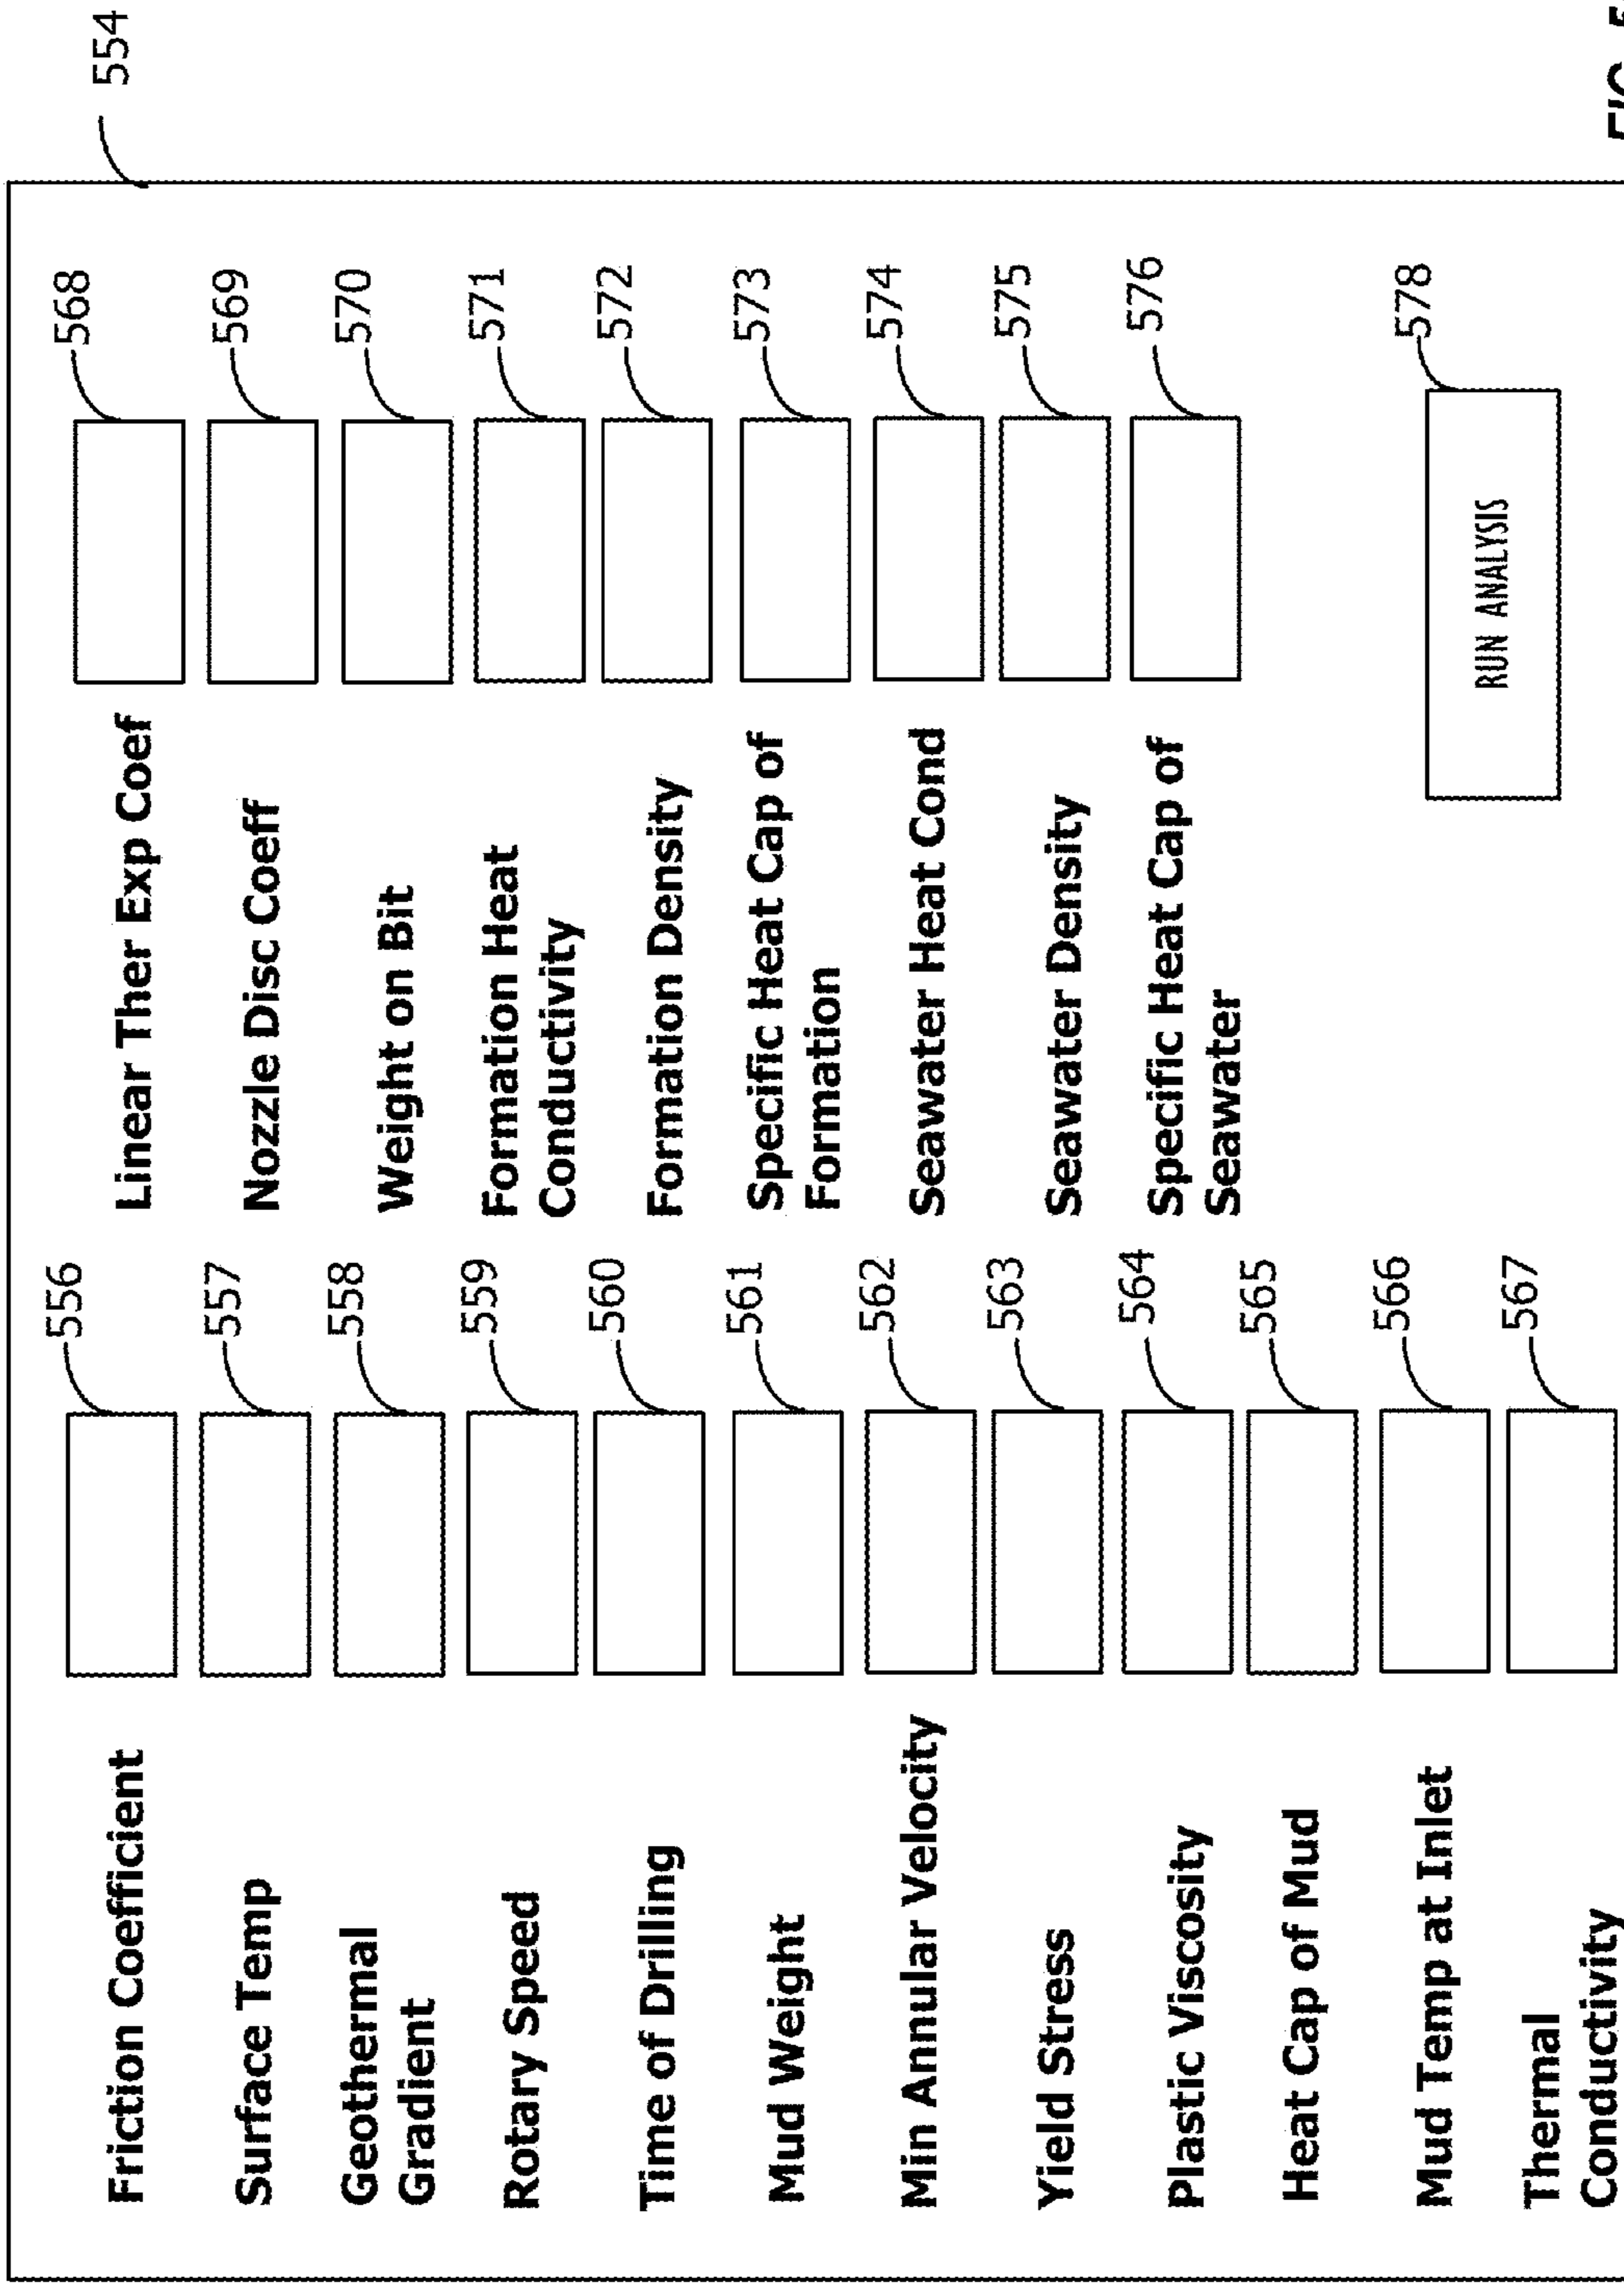 554
Friction Coefficient
556
Surface Temp
557
Geothermal
Gradient
558
Rotary Speed
559
Time of Drilling
560
Mud Weight
561
Min Annular Velocity
562
Yield Stress
563
Plastic Viscosity
564
Heat Cap of Mud
565
Mud Temp at Inlet
566
Thermal
Conductivity
567
Linear Ther Exp Coef
568
Nozzle Disc Coeff
569
Weight on Bit
570
Formation Heat
Conductivity
571
Formation Density
572
Specific Heat Cap of
Formation
573
Seawater Heat Cond
574
Seawater Density
575
Specific Heat Cap of
Seawater
576
RUN ANALYSIS
578